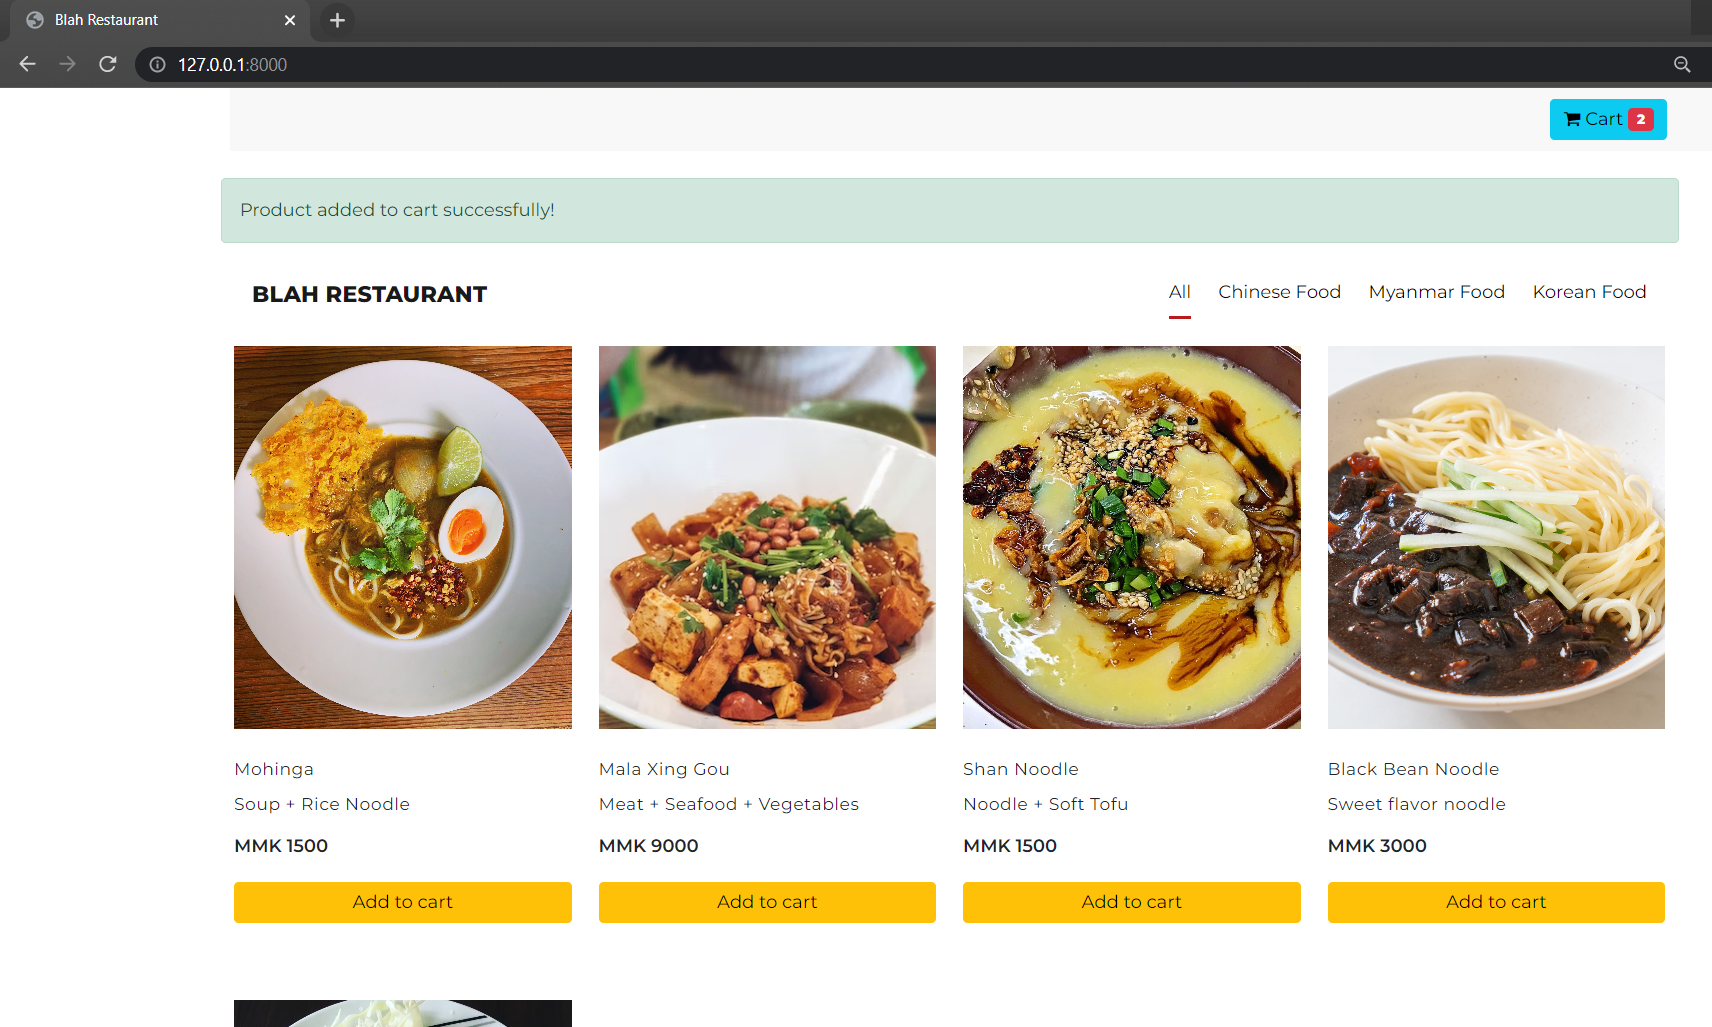 Blah Restaurant
127.0.0.1:8000
Cart 2
Product added to cart successfully!
BLAH RESTAURANT
All Chinese Food Myanmar Food Korean Food
Mohinga
Soup + Rice Noodle
MMK 1500
Add to cart
Mala Xing Gou
Meat + Seafood + Vegetables
MMK 9000
Add to cart
Shan Noodle
Noodle + Soft Tofu
MMK 1500
Add to cart
Black Bean Noodle
Sweet flavor noodle
MMK 3000
Add to cart